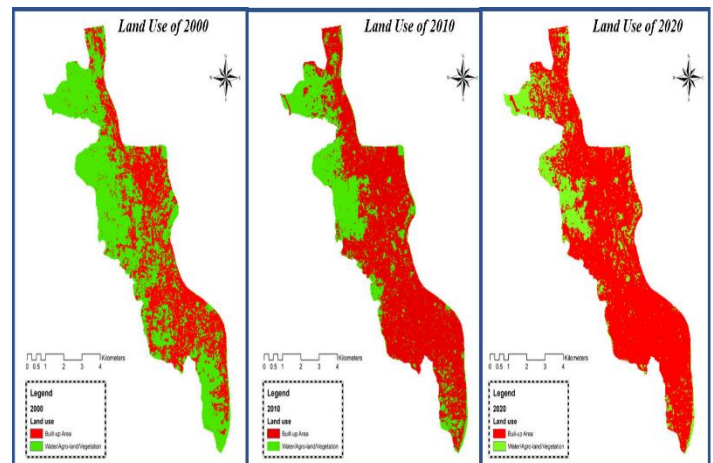 Land Use of 2000
Kilometers
0 0.5 1 2 3 4
Legend
2000
Land use
Built-up Area
Water/Agro-land/Vegetation
Land Use of 2010
Kilometers
0 0.5 1 2 3 4
Legend
2010
Land use
Built-up Area
Water/Agro-land/Vegetation
Land Use of 2020
Kilometers
0 0.5 1 2 3 4
Legend
2020
Land use
Buil-up Area
Water/Agro-land/Vegetation